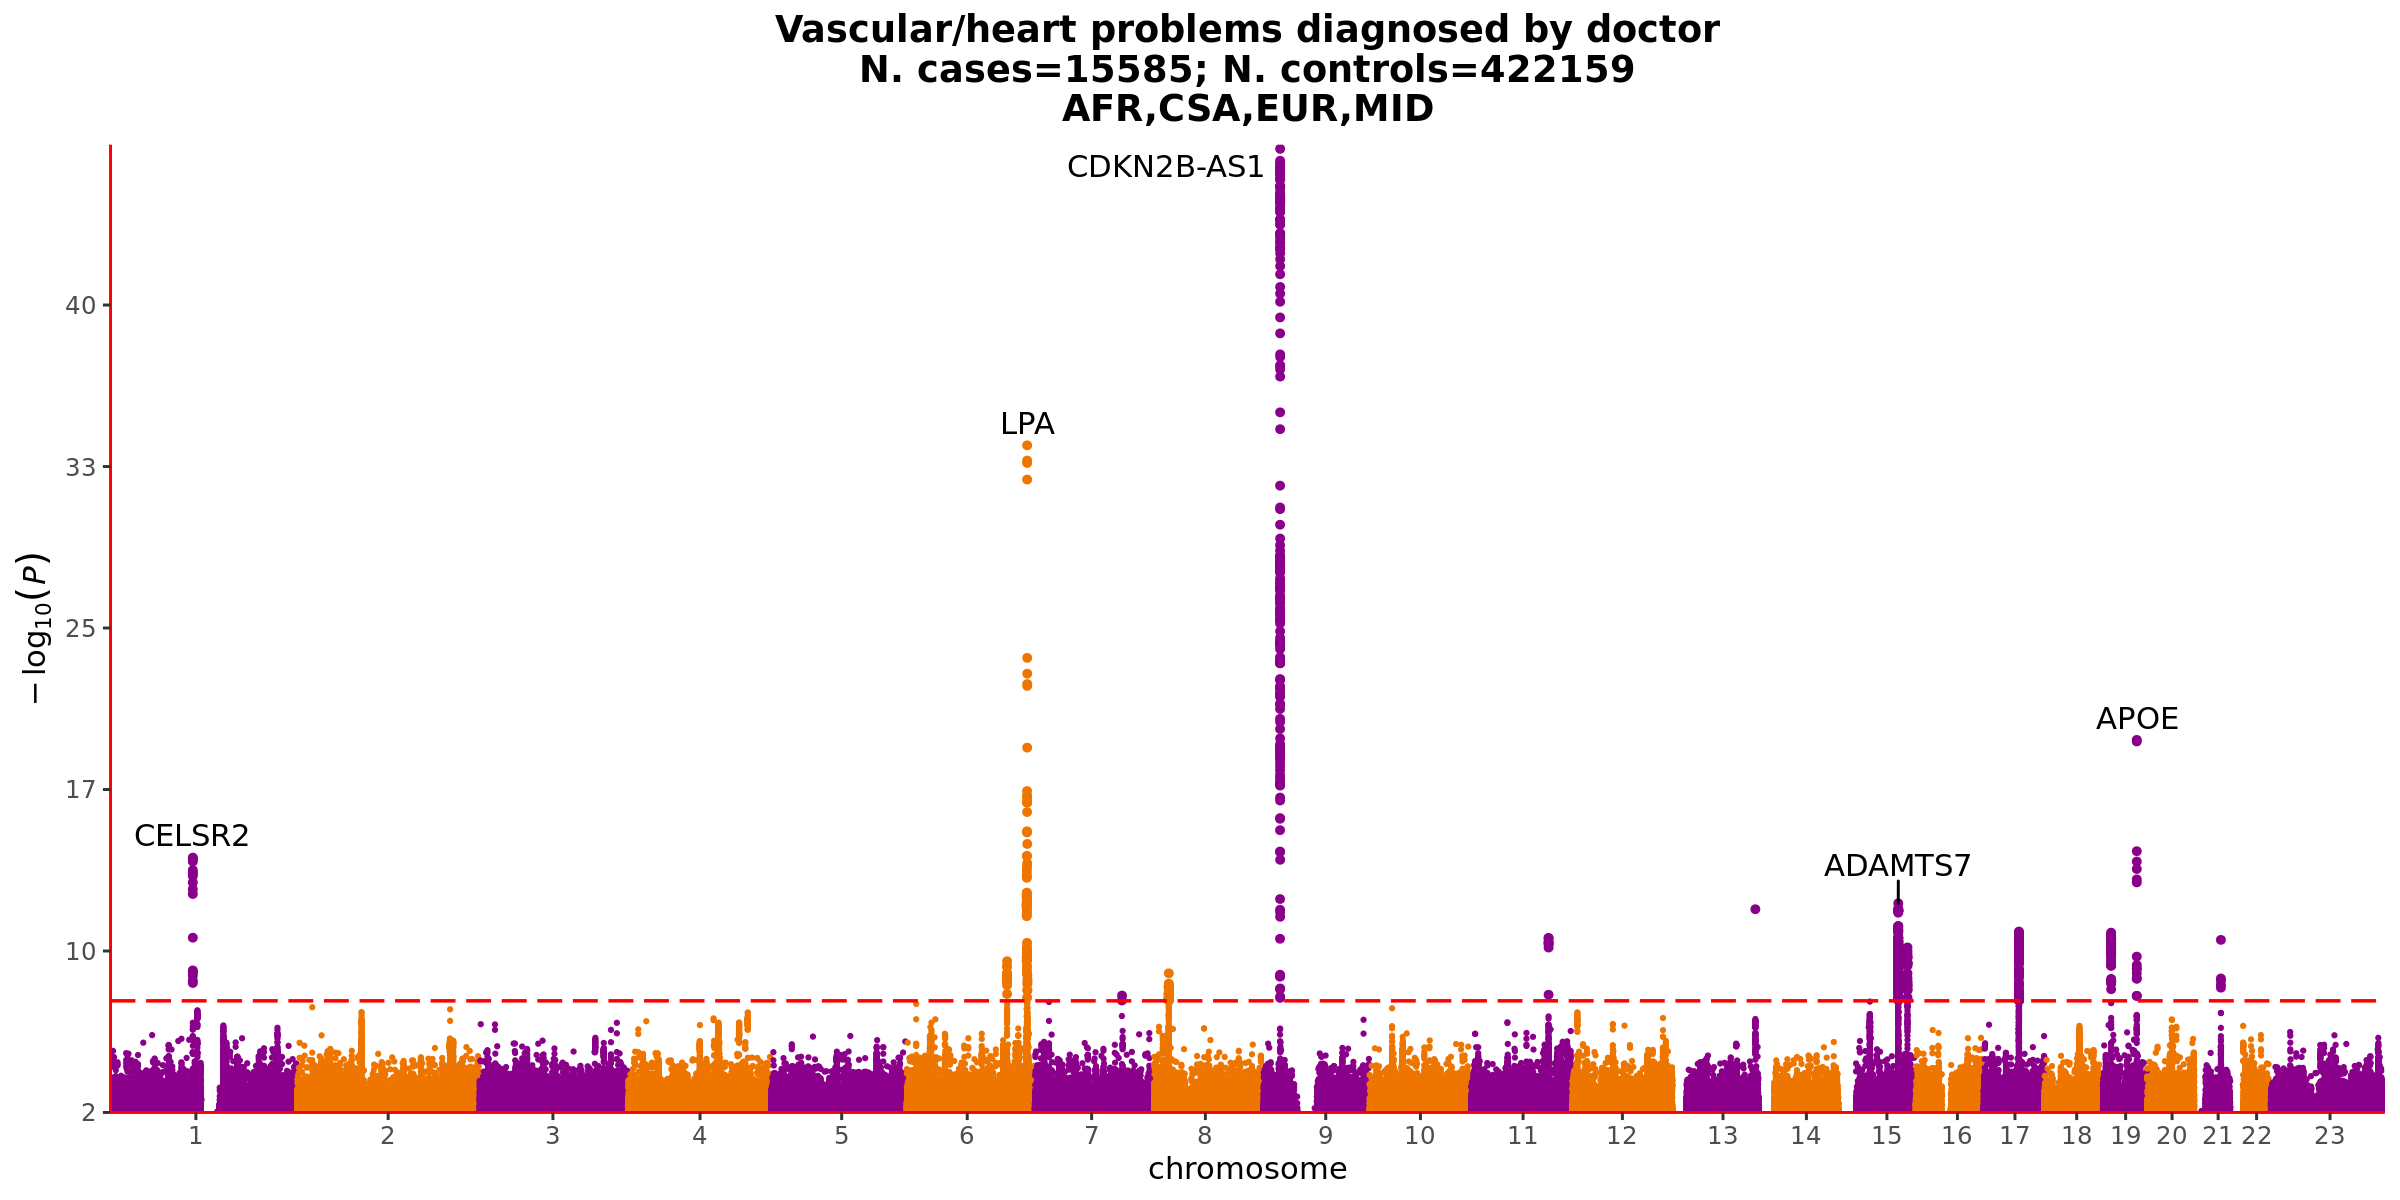 Vascular/heart problems diagnosed by doctor
N. cases=15585; N. controls=422159
AFR,CSA,EUR,MID
CDKN2B-AS1
LPA
APOE
CELSR2
ADAMTS7
40
33
25
17
10
2
−log10(P)
1 2 3 4 5 6 7 8 9 10 11 12 13 14 15 16 17 18 19 20 21 22 23
chromosome